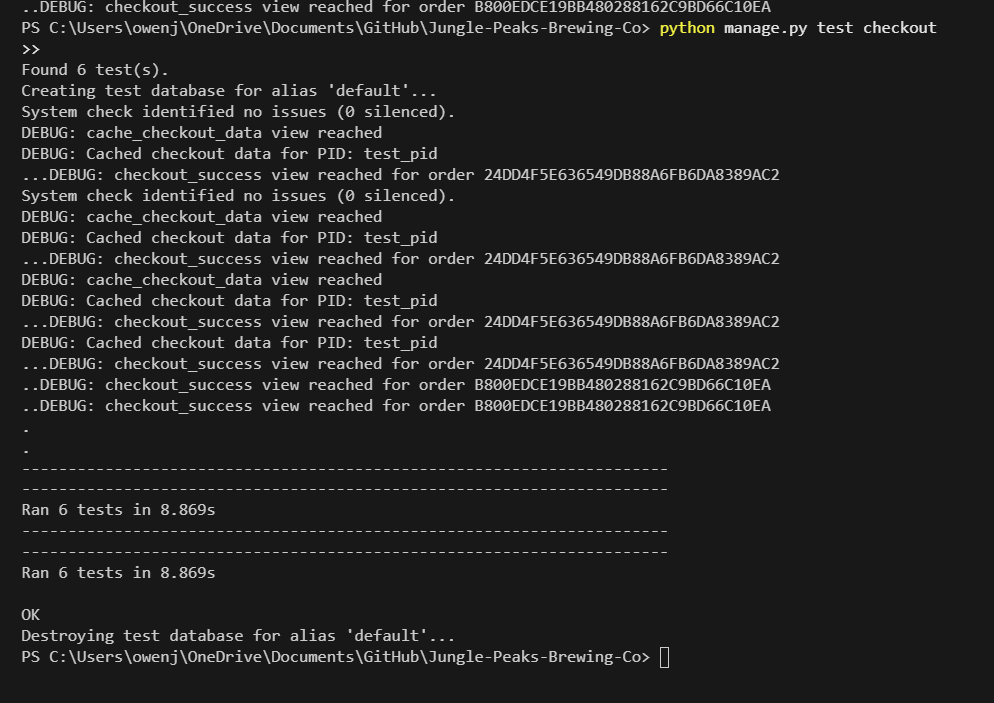 ..DEBUG: checkout_success view reached for order B800EDCE19BB480288162C9BD66C10EA
PS C:\Users\owenj\OneDrive\Documents\GitHub\Jungle-Peaks-Brewing-Co> python manage.py test checkout
>>
Found 6 test(s).
Creating test database for alias 'default'...
System check identified no issues (0 silenced).
DEBUG: cache_checkout_data view reached
DEBUG: Cached checkout data for PID: test_pid
...DEBUG: checkout_success view reached for order 24DD4F5E636549DB88A6FB6DA8389AC2
System check identified no issues (0 silenced).
DEBUG: cache_checkout_data view reached
DEBUG: Cached checkout data for PID: test_pid
...DEBUG: checkout_success view reached for order 24DD4F5E636549DB88A6FB6DA8389AC2
DEBUG: cache_checkout_data view reached
DEBUG: Cached checkout data for PID: test_pid
...DEBUG: checkout_success view reached for order 24DD4F5E636549DB88A6FB6DA8389AC2
DEBUG: Cached checkout data for PID: test_pid
...DEBUG: checkout_success view reached for order 24DD4F5E636549DB88A6FB6DA8389AC2
..DEBUG: checkout_success view reached for order B800EDCE19BB480288162C9BD66C10EA
..DEBUG: checkout_success view reached for order B800EDCE19BB480288162C9BD66C10EA
.
.
----------------------------------------------------------------------
----------------------------------------------------------------------
Ran 6 tests in 8.869s
----------------------------------------------------------------------
----------------------------------------------------------------------
Ran 6 tests in 8.869s
OK
Destroying test database for alias 'default'...
PS C:\Users\owenj\OneDrive\Documents\GitHub\Jungle-Peaks-Brewing-Co>